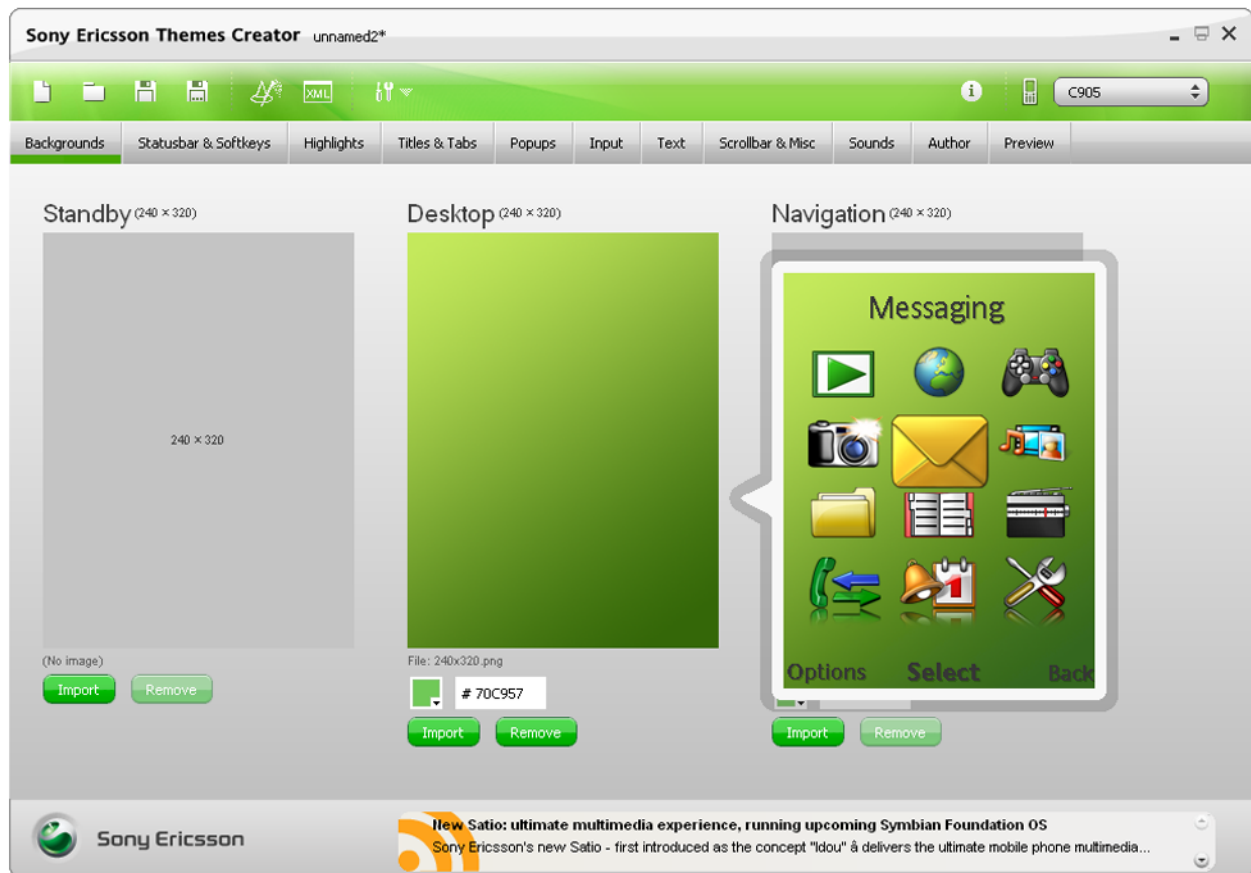 Sony Ericsson Themes Creator unnamed2*
XML
C905
Backgrounds Statusbar & Softkeys Highlights Titles & Tabs Popups Input Text Scrollbar & Misc Sounds Author Preview
Standby (240 × 320) Desktop (240 × 320) Navigation (240 × 320)
Messaging
240 × 320
1
Options Select Back
(No image) File: 240x320.png
# 70C957
Import Remove
Import Remove Import Remove
Sony Ericsson
New Satio: ultimate multimedia experience, running upcoming Symbian Foundation OS
Sony Ericsson's new Satio - first introduced as the concept "Idou" â delivers the ultimate mobile phone multimedia...